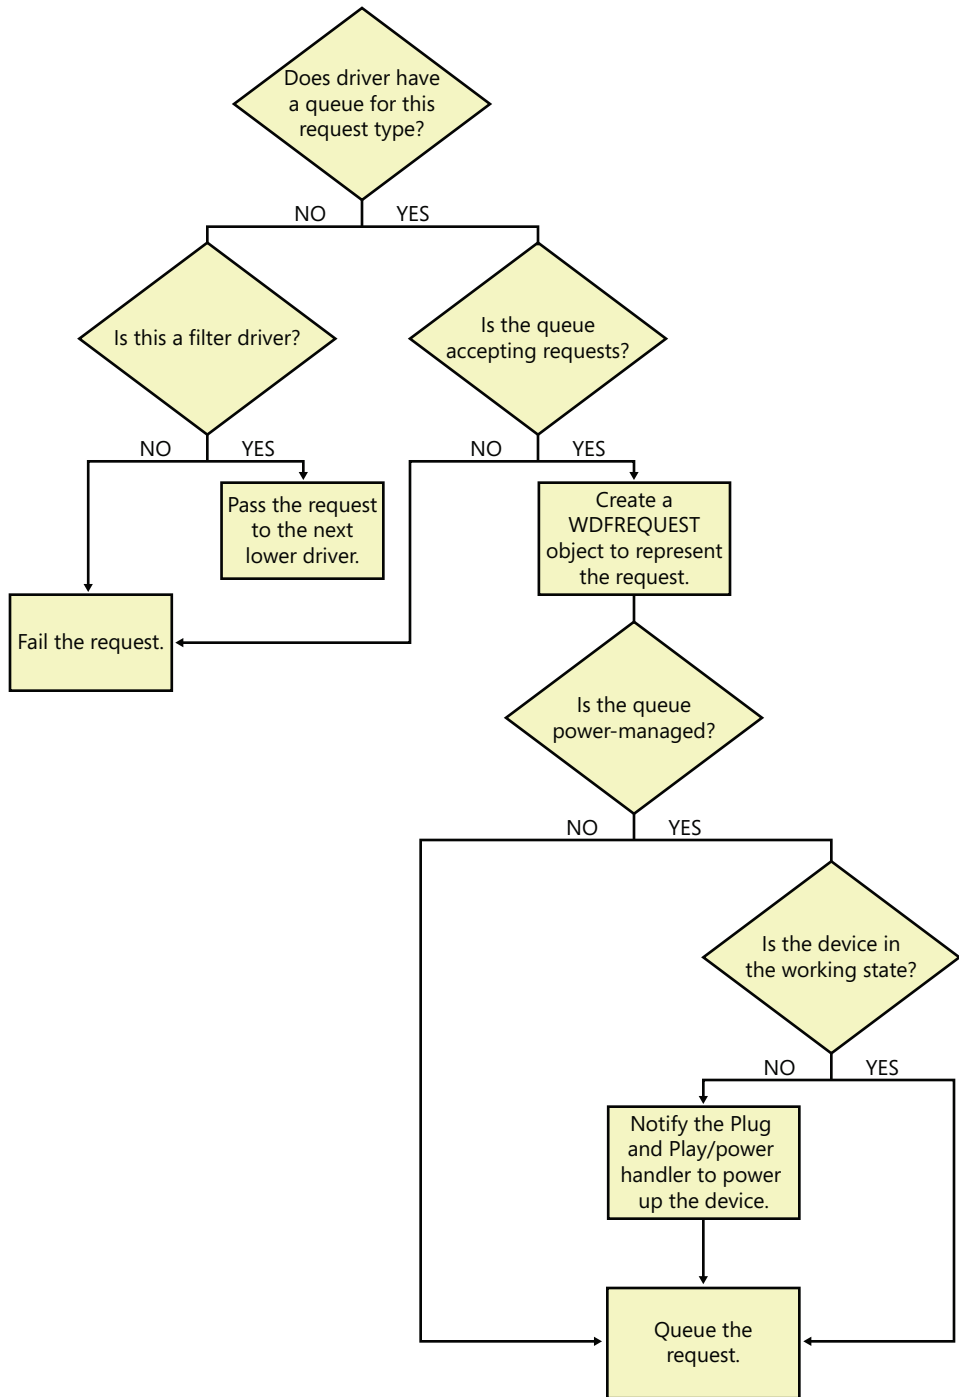 Does driver have
a queue for this
request type?
NO
YES
Is this a filter driver?
Is the queue
accepting requests?
NO
YES
NO
YES
Pass the request
to the next
lower driver.
Create a
WDFREQUEST
object to represent
the request.
Fail the request.
Is the queue
power-managed?
NO
YES
Is the device in
the working state?
NO
YES
Notify the Plug
and Play/power
handler to power
up the device.
Queue the
request.